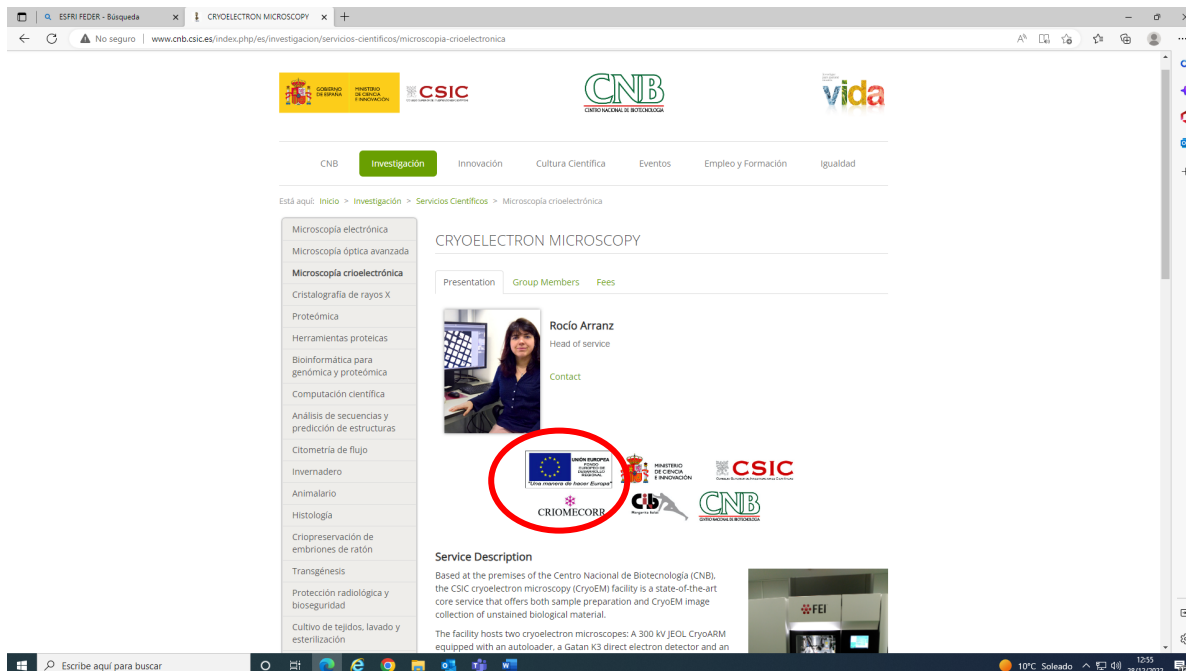 ESFRI FEDER - Búsqueda
CRYOELECTRON MICROSCOPY
No seguro
www.cnb.csic.es/index.php/es/investigacion/servicios-cientificos/microscopia-crioelectronica
GOBIERNO DE ESPAÑA
MINISTERIO DE CIENCIA E INNOVACIÓN
CSIC
CNB
CENTRO NACIONAL DE BIOTECNOLOGIA
vida
CNB Investigación Innovación Cultura Científica Eventos Empleo y Formación Igualdad
Está aquí: Inicio > Investigación > Servicios Científicos > Microscopía crioelectrónica
Microscopía electrónica
Microscopía óptica avanzada
Microscopía crioelectrónica
Cristalografía de rayos X
Proteómica
Herramientas proteicas
Bioinformática para
genómica y proteómica
Computación científica
Análisis de secuencias y
predicción de estructuras
Citometría de flujo
Invernadero
Animalario
Histología
Criopreservación de
embriones de ratón
Transgénesis
Protección radiológica y
bioseguridad
Cultivo de tejidos, lavado y
esterilización
CRYOELECTRON MICROSCOPY
Presentation Group Members Fees
Rocío Arranz
Head of service
Contact
UNIÓN EUROPEA
FONDO
EUROPEO DE
DESARROLLO
REGIONAL
"Una manera de hacer Europa"
MINISTERIO
DE CIENCIA
E INNOVACIÓN
CSIC
CRIOMECORR
Cib
Margarita Salas
CNB
CENTRO NACIONAL DE BIOTECNOLOGIA
Service Description
Based at the premises of the Centro Nacional de Biotecnología (CNB),
the CSIC cryoelectron microscopy (CryoEM) facility is a state-of-the-art
core service that offers both sample preparation and CryoEM image
collection of unstained biological material.
The facility hosts two cryoelectron microscopes: A 300 kV JEOL CryoARM
equipped with an autoloader, a Gatan K3 direct electron detector and an
FEI
Escribe aquí para buscar
10°C Soleado
12:55
28/12/2022